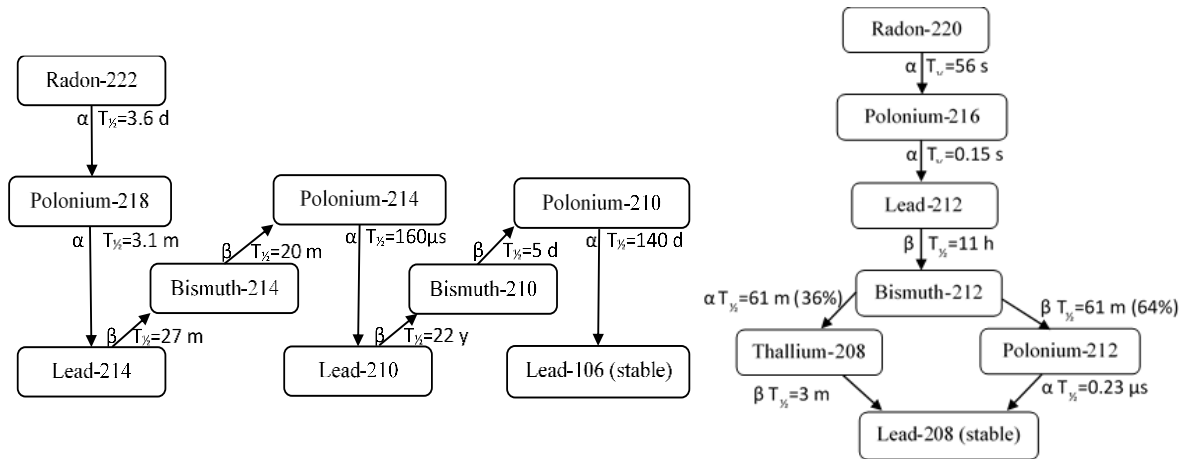 Radon-222
α T½=3.6 d
Polonium-218
α T½=3.1 m
Lead-214
β T½=27 m
Bismuth-214
β T½=20 m
Polonium-214
α T½=160μs
Lead-210
β T½=22 y
Bismuth-210
β T½=5 d
Polonium-210
α T½=140 d
Lead-106 (stable)
Radon-220
α T =56 s
Polonium-216
α T =0.15 s
Lead-212
β T½=11 h
Bismuth-212
α T½=61 m (36%)
β T½=61 m (64%)
Thallium-208
Polonium-212
β T½=3 m
α T½=0.23 μs
Lead-208 (stable)